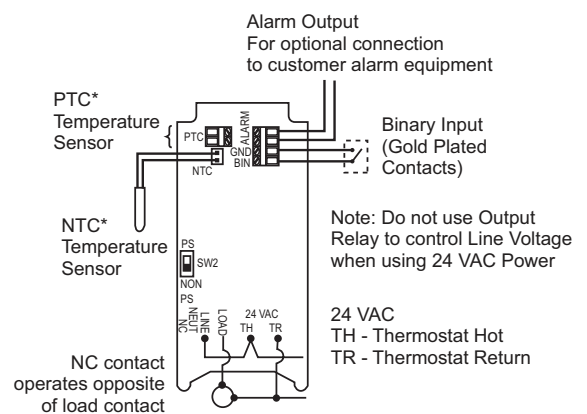 Alarm Output
For optional connection
to customer alarm equipment
PTC*
Temperature
Sensor
PTC
ALARM
GND
BIN
NTC
Binary Input
(Gold Plated
Contacts)
NTC*
Temperature
Sensor
Note: Do not use Output
Relay to control Line Voltage
when using 24 VAC Power
PS
SW2
NON
PS
NC
NEUT
LINE
LOAD
24 VAC
TH
TR
24 VAC
TH - Thermostat Hot
TR - Thermostat Return
NC contact
operates opposite
of load contact